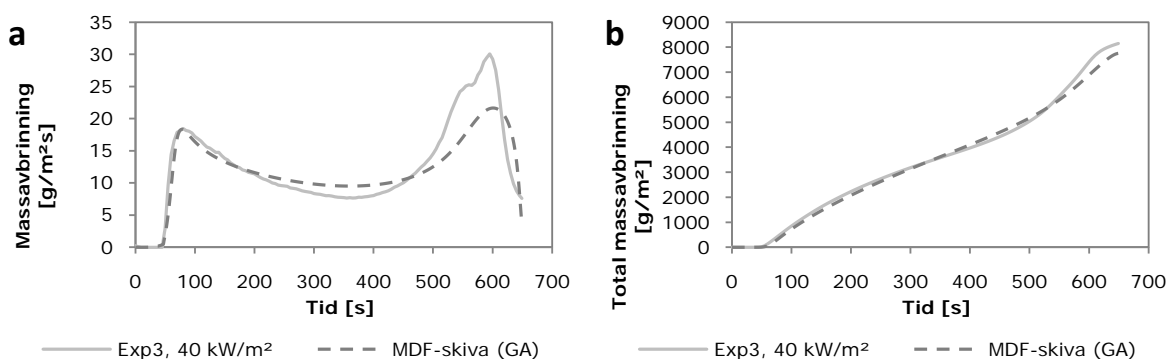 a
Massavbrinning
[g/m²s]
35
30
25
20
15
10
5
0
0 100 200 300 400 500 600 700
Tid [s]
Exp3, 40 kW/m² MDF-skiva (GA)
b
Total massavbrinning
[g/m²]
9000
8000
7000
6000
5000
4000
3000
2000
1000
0
0 100 200 300 400 500 600 700
Tid [s]
Exp3, 40 kW/m² MDF-skiva (GA)